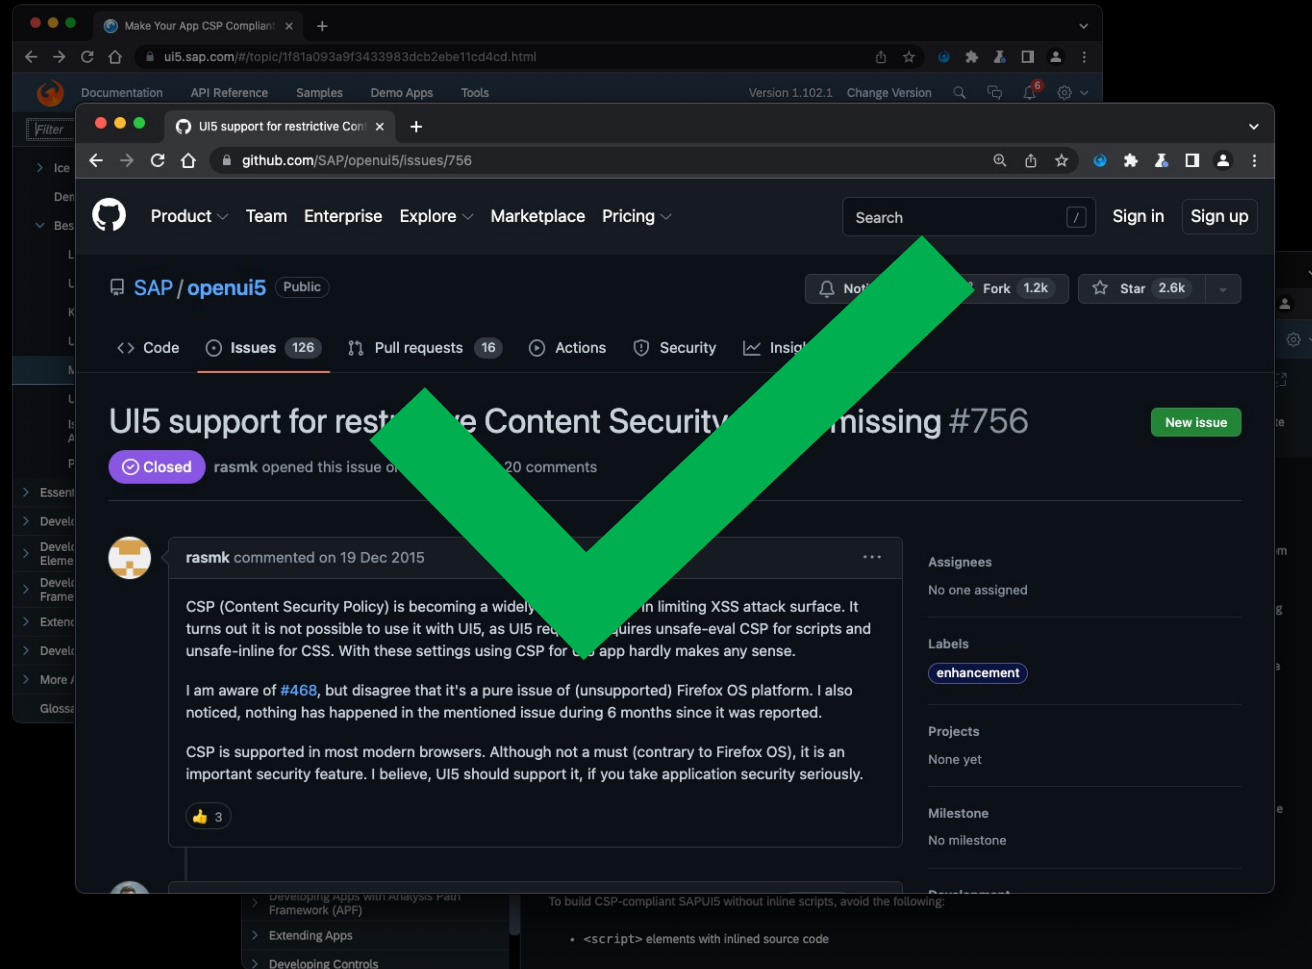 Make Your App CSP Compliant
ui5.sap.com/#/topic/1f81a093a9f3433983dcb2ebe11cd4cd.html
Documentation API Reference Samples Demo Apps Tools Version 1.102.1 Change Version 6
Filter
Ice
Bes
Essent
Glossa
UI5 support for restrictive Con
github.com/SAP/openui5/issues/756
Product Team Enterprise Explore Marketplace Pricing Search / Sign in Sign up
SAP/openui5 Public
Fork 1.2k Star 2.6k
Code Issues 126 Pull requests 16 Actions Security
UI5 support for Content Security missing #756
New issue
Closed rasmk opened this issue 20 comments
rasmk commented on 19 Dec 2015
CSP (Content Security Policy) is becoming a widely in limiting XSS attack surface. It
turns out it is not possible to use it with UI5, as UI5 unsafe-eval CSP for scripts and
unsafe-inline for CSS. With these settings using CSP for app hardly makes any sense.
I am aware of #468, but disagree that it's a pure issue of (unsupported) Firefox OS platform. I also
noticed, nothing has happened in the mentioned issue during 6 months since it was reported.
CSP is supported in most modern browsers. Although not a must (contrary to Firefox OS), it is an
important security feature. I believe, UI5 should support it, if you take application security seriously.
👍 3
Assignees
No one assigned
Labels
enhancement
Projects
None yet
Milestone
No milestone
Developing Apps with Analysis Path
Framework (APF)
Extending Apps
Developing Controls
To build CSP-compliant SAPUI5 without inline scripts, avoid the following:
• <script> elements with inlined source code